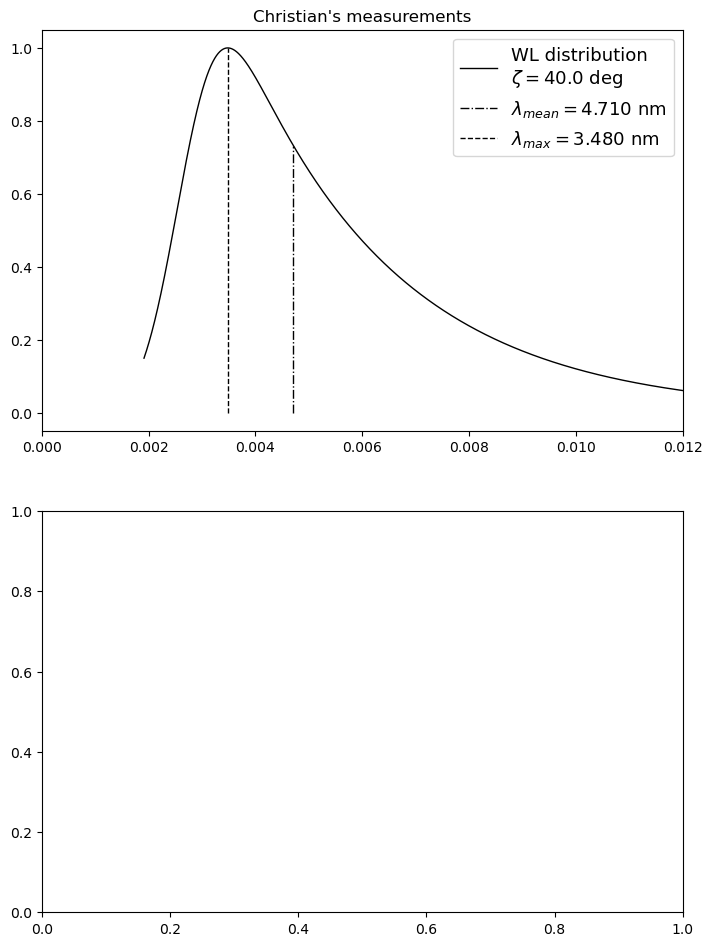 Christian's measurements
1.0
0.8
0.6
0.4
0.2
0.0
WL distribution
ζ = 40.0 deg
λmean = 4.710 nm
λmax = 3.480 nm
0.000 0.002 0.004 0.006 0.008 0.010 0.012
1.0
0.8
0.6
0.4
0.2
0.0
0.0 0.2 0.4 0.6 0.8 1.0